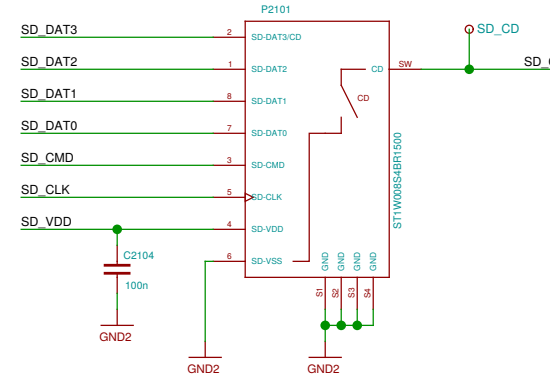 P2101
SD_DAT3 2 SD-DAT3/CD
SD_CD
SD_DAT2 1 SD-DAT2 CD SW
SD_DAT1 8 SD-DAT1 CD
SD_DAT0 7 SD-DAT0
SD_CMD 3 SD-CMD
SD_CLK 5 SD-CLK
SD_VDD 4 SD-VDD
6 SD-VSS
ST1W008S4BR1500
C2104
100n
GND GND GND GND
S1 S2 S3 S4
GND2
GND2
GND2